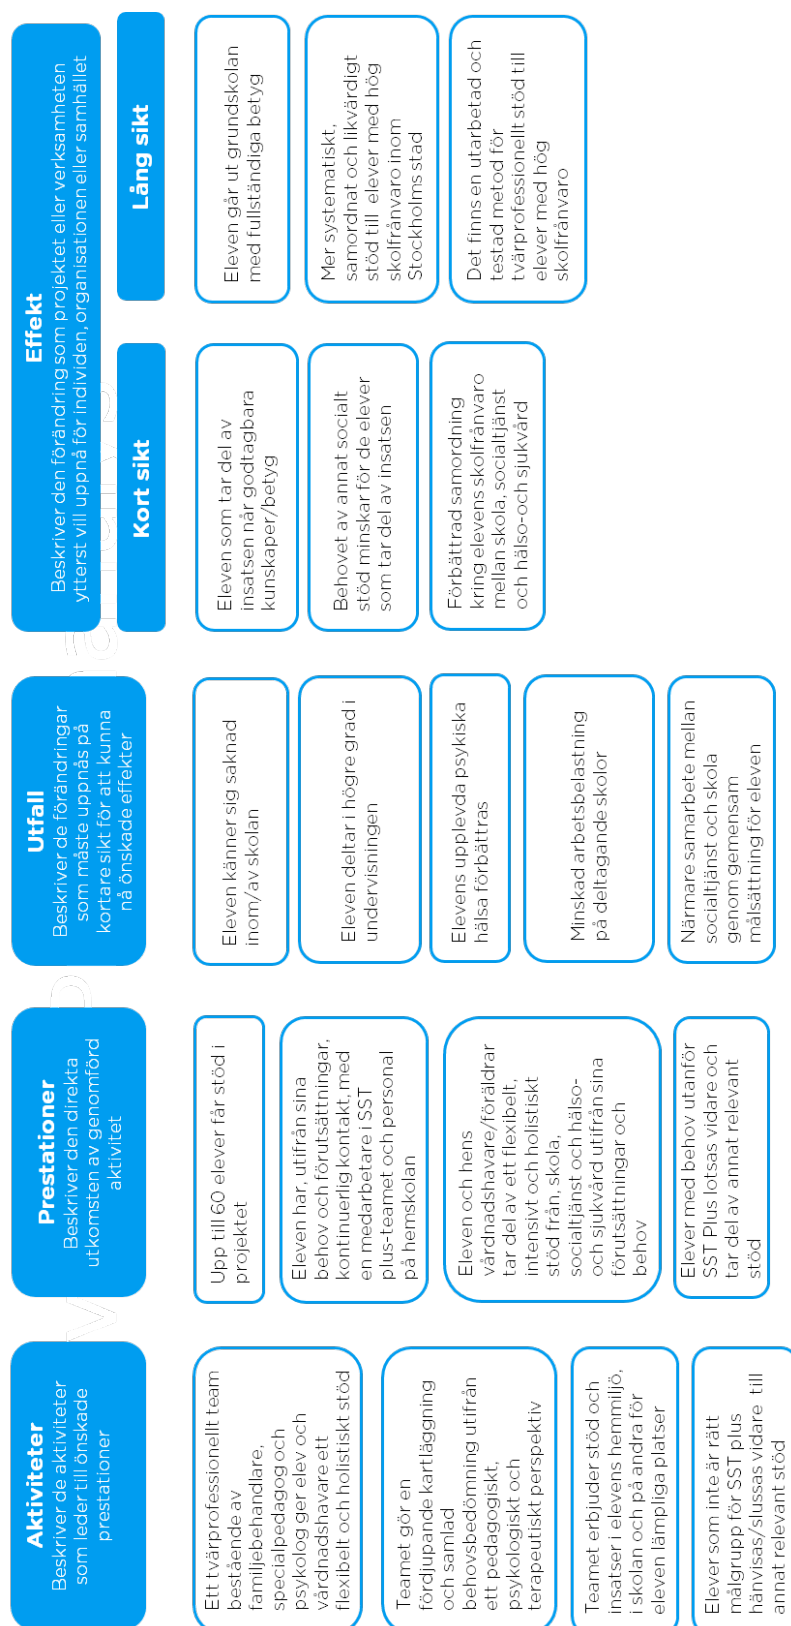 Aktiviteter
Beskriver de aktiviteter
som leder till önskade
prestationer
Ett tvärprofessionellt team
bestående av
familjebehandlare,
specialpedagog och
psykolog ger elev och
vårdnadshavare ett
flexibelt och holistiskt stöd
Teamet gör en
fördjupande kartläggning
och samlad
behovsbedömning utifrån
ett pedagogiskt,
psykologiskt och
terapeutiskt perspektiv
Teamet erbjuder stöd och
insatser i elevens hemmiljö,
i skolan och på andra för
eleven lämpliga platser
Elever som inte är rätt
målgrupp för SST plus
hänvisas/slussas vidare till
annat relevant stöd
Prestationer
Beskriver den direkta
utkomsten av genomförd
aktivitet
Upp till 60 elever får stöd i
projektet
Eleven har, utifrån sina
behov och förutsättningar,
kontinuerlig kontakt, med
en medarbetare i SST
plus-teamet och personal
på hemskolan
Eleven och hens
vårdnadshavare/föräldrar
tar del av ett flexibelt,
intensivt och holistiskt
stöd från, skola,
socialtjänst och hälso-
och sjukvård utifrån sina
förutsättningar och
behov
Elever med behov utanför
SST Plus lotsas vidare och
tar del av annat relevant
stöd
Utfall
Beskriver de förändringar
som måste uppnås på
kortare sikt för att kunna
nå önskade effekter
Eleven känner sig saknad
inom/av skolan
Eleven deltar i högre grad i
undervisningen
Elevens upplevda psykiska
hälsa förbättras
Minskad arbetsbelastning
på deltagande skolor
Närmare samarbete mellan
socialtjänst och skola
genom gemensam
målsättning för eleven
Effekt
Beskriver den förändring som projektet eller verksamheten
ytterst vill uppnå för individen, organisationen eller samhället
Kort sikt
Eleven som tar del av
insatsen når godtagbara
kunskaper/betyg
Behovet av annat socialt
stöd minskar för de elever
som tar del av insatsen
Förbättrad samordning
kring elevens skolfrånvaro
mellan skola, socialtjänst
och hälso-och sjukvård
Lång sikt
Eleven går ut grundskolan
med fullständiga betyg
Mer systematiskt,
samordnat och likvärdigt
stöd till elever med hög
skolfrånvaro inom
Stockholms stad
Det finns en utarbetad och
testad metod för
tvärprofessionellt stöd till
elever med hög
skolfrånvaro